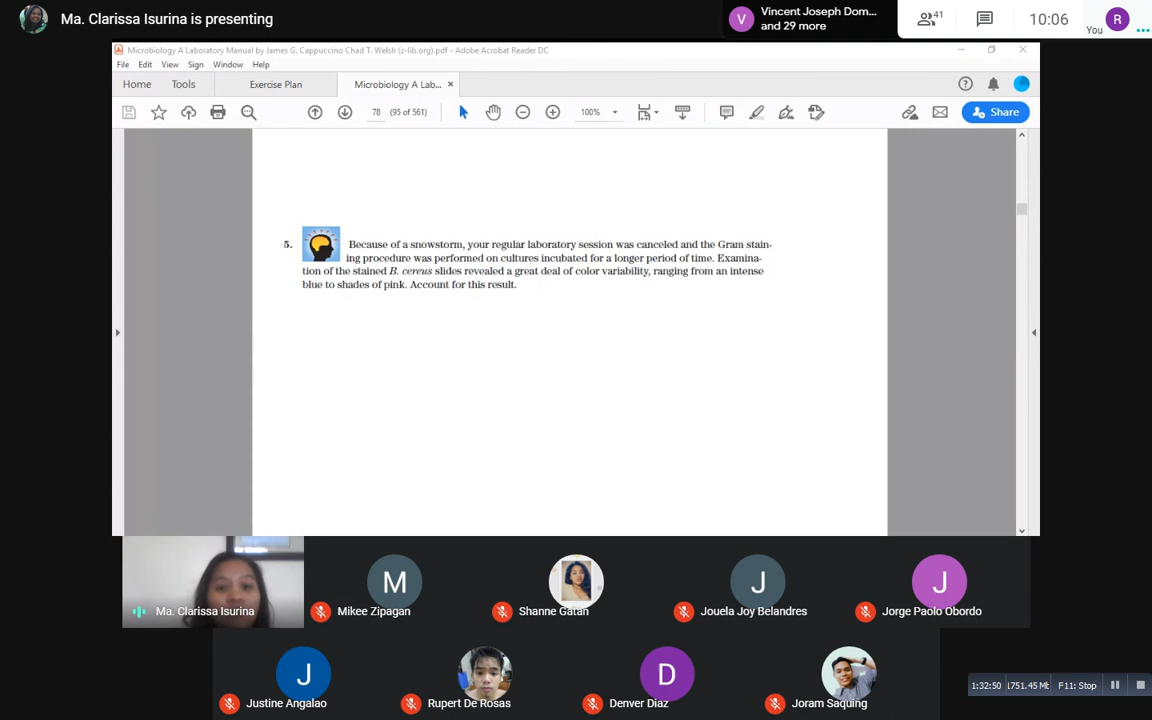 Ma. Clarissa Isurina is presenting
V
Vincent Joseph Dom...
and 29 more
41
10:06
You
R
Microbiology A Laboratory Manual by James G. Cappuccino Chad T. Welsh (z-lib.org).pdf - Adobe Acrobat Reader DC
File Edit View Sign Window Help
Home Tools Exercise Plan Microbiology A Lab... ×
78 (95 of 561) 100% Share
5. Because of a snowstorm, your regular laboratory session was canceled and the Gram stain-
ing procedure was performed on cultures incubated for a longer period of time. Examina-
tion of the stained B. cereus slides revealed a great deal of color variability, ranging from an intense
blue to shades of pink. Account for this result.
Ma. Clarissa Isurina
M
Mikee Zipagan
Shanne Gatan
J
Jouela Joy Belandres
J
Jorge Paolo Obordo
J
Justine Angalao
Rupert De Rosas
D
Denver Diaz
Joram Saquing
1:32:50 F11: Stop